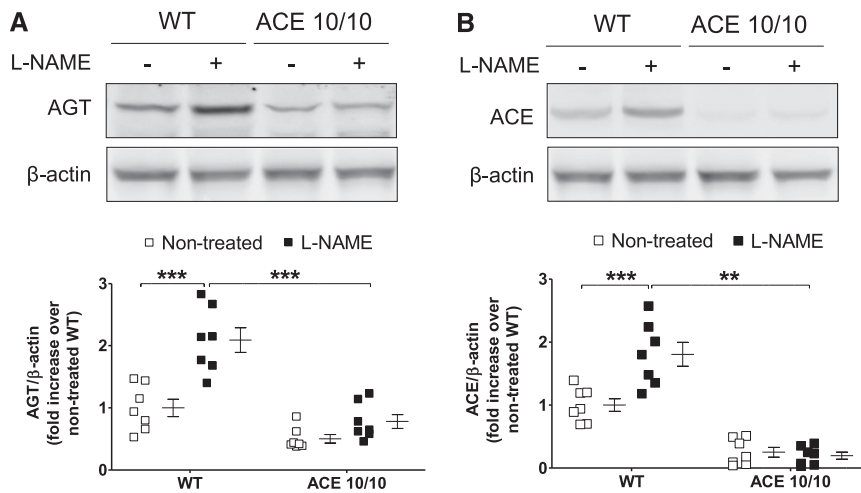 A
WT ACE 10/10
L-NAME - + - +
AGT
β-actin
□ Non-treated ■ L-NAME
*** ***
3
2
1
0
AGT/β-actin
(fold increase over
non-treated WT)
WT ACE 10/10
B
WT ACE 10/10
L-NAME - + - +
ACE
β-actin
□ Non-treated ■ L-NAME
*** **
3
2
1
0
ACE/β-actin
(fold increase over
non-treated WT)
WT ACE 10/10